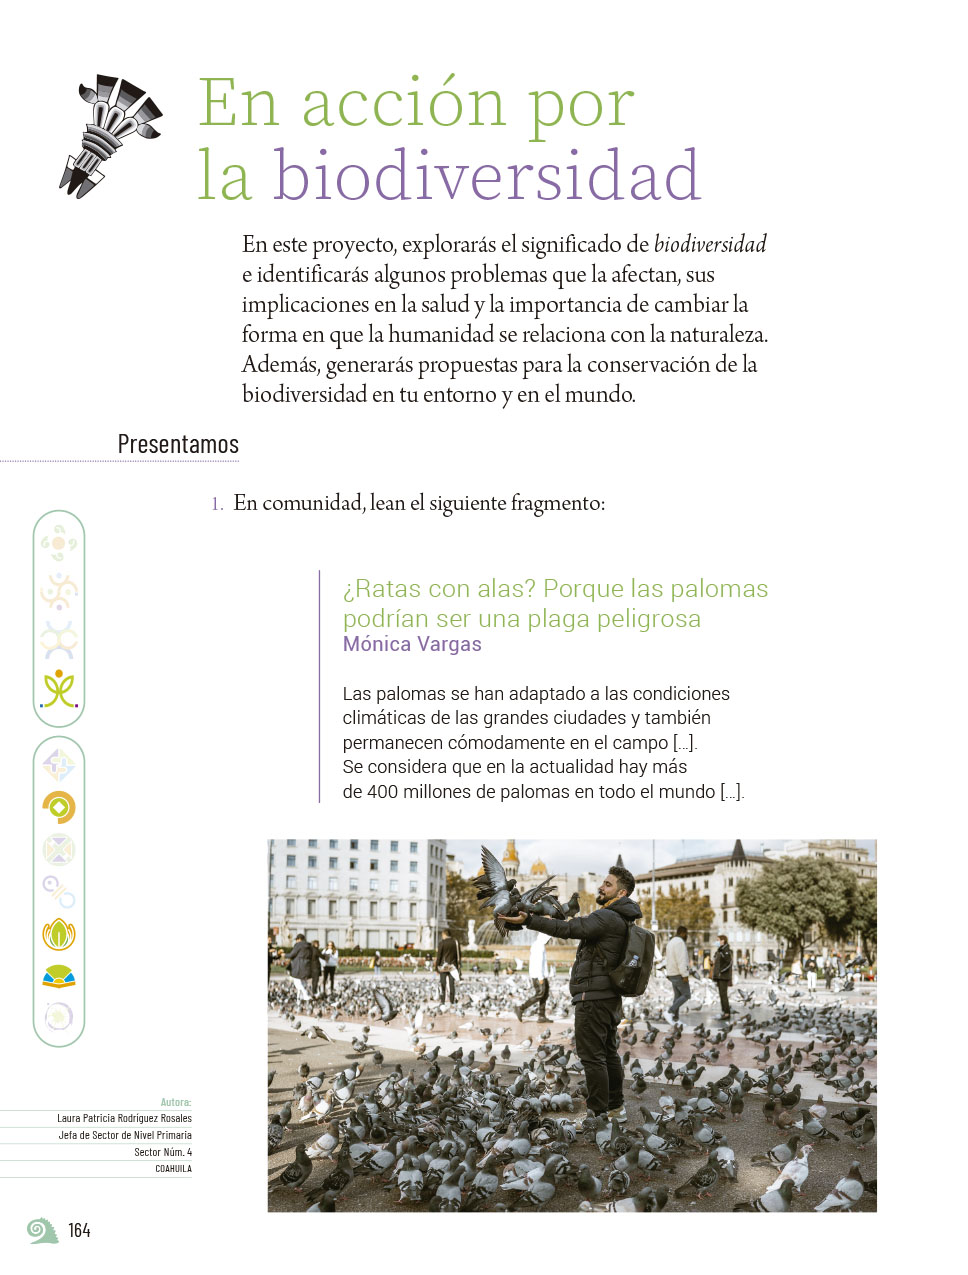 En acción por
la biodiversidad
En este proyecto, explorarás el significado de biodiversidad
e identificarás algunos problemas que la afectan, sus
implicaciones en la salud y la importancia de cambiar la
forma en que la humanidad se relaciona con la naturaleza.
Además, generarás propuestas para la conservación de la
biodiversidad en tu entorno y en el mundo.
Presentamos
1. En comunidad, lean el siguiente fragmento:
¿Ratas con alas? Porque las palomas
podrían ser una plaga peligrosa
Mónica Vargas
Las palomas se han adaptado a las condiciones
climáticas de las grandes ciudades y también
permanecen cómodamente en el campo [...].
Se considera que en la actualidad hay más
de 400 millones de palomas en todo el mundo [...].
Autora:
Laura Patricia Rodríguez Rosales
Jefa de Sector de Nivel Primaria
Sector Núm. 4
COAHUILA
164